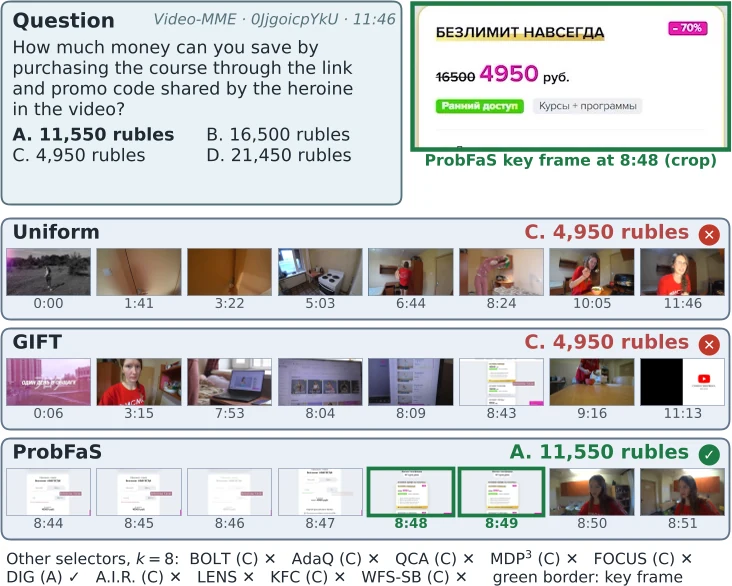 Question
Video-MME · 0JjgoicpYkU · 11:46
How much money can you save by
purchasing the course through the link
and promo code shared by the heroine
in the video?
A. 11,550 rubles
B. 16,500 rubles
C. 4,950 rubles
D. 21,450 rubles
БЕЗЛИМИТ НАВСЕГДА
– 70%
16500 4950 руб.
Ранний доступ
Курсы + программы
ProbFaS key frame at 8:48 (crop)
Uniform
C. 4,950 rubles ✕
0:00 1:41 3:22 5:03 6:44 8:24 10:05 11:46
GIFT
C. 4,950 rubles ✕
0:06 3:15 7:53 8:04 8:09 8:43 9:16 11:13
ProbFaS
A. 11,550 rubles ✓
8:44 8:45 8:46 8:47 8:48 8:49 8:50 8:51
Other selectors, k = 8: BOLT (C) ✕ AdaQ (C) ✕ QCA (C) ✕ MDP³ (C) ✕ FOCUS (C) ✕
DIG (A) ✓ A.I.R. (C) ✕ LENS ✕ KFC (C) ✕ WFS-SB (C) ✕ green border: key frame